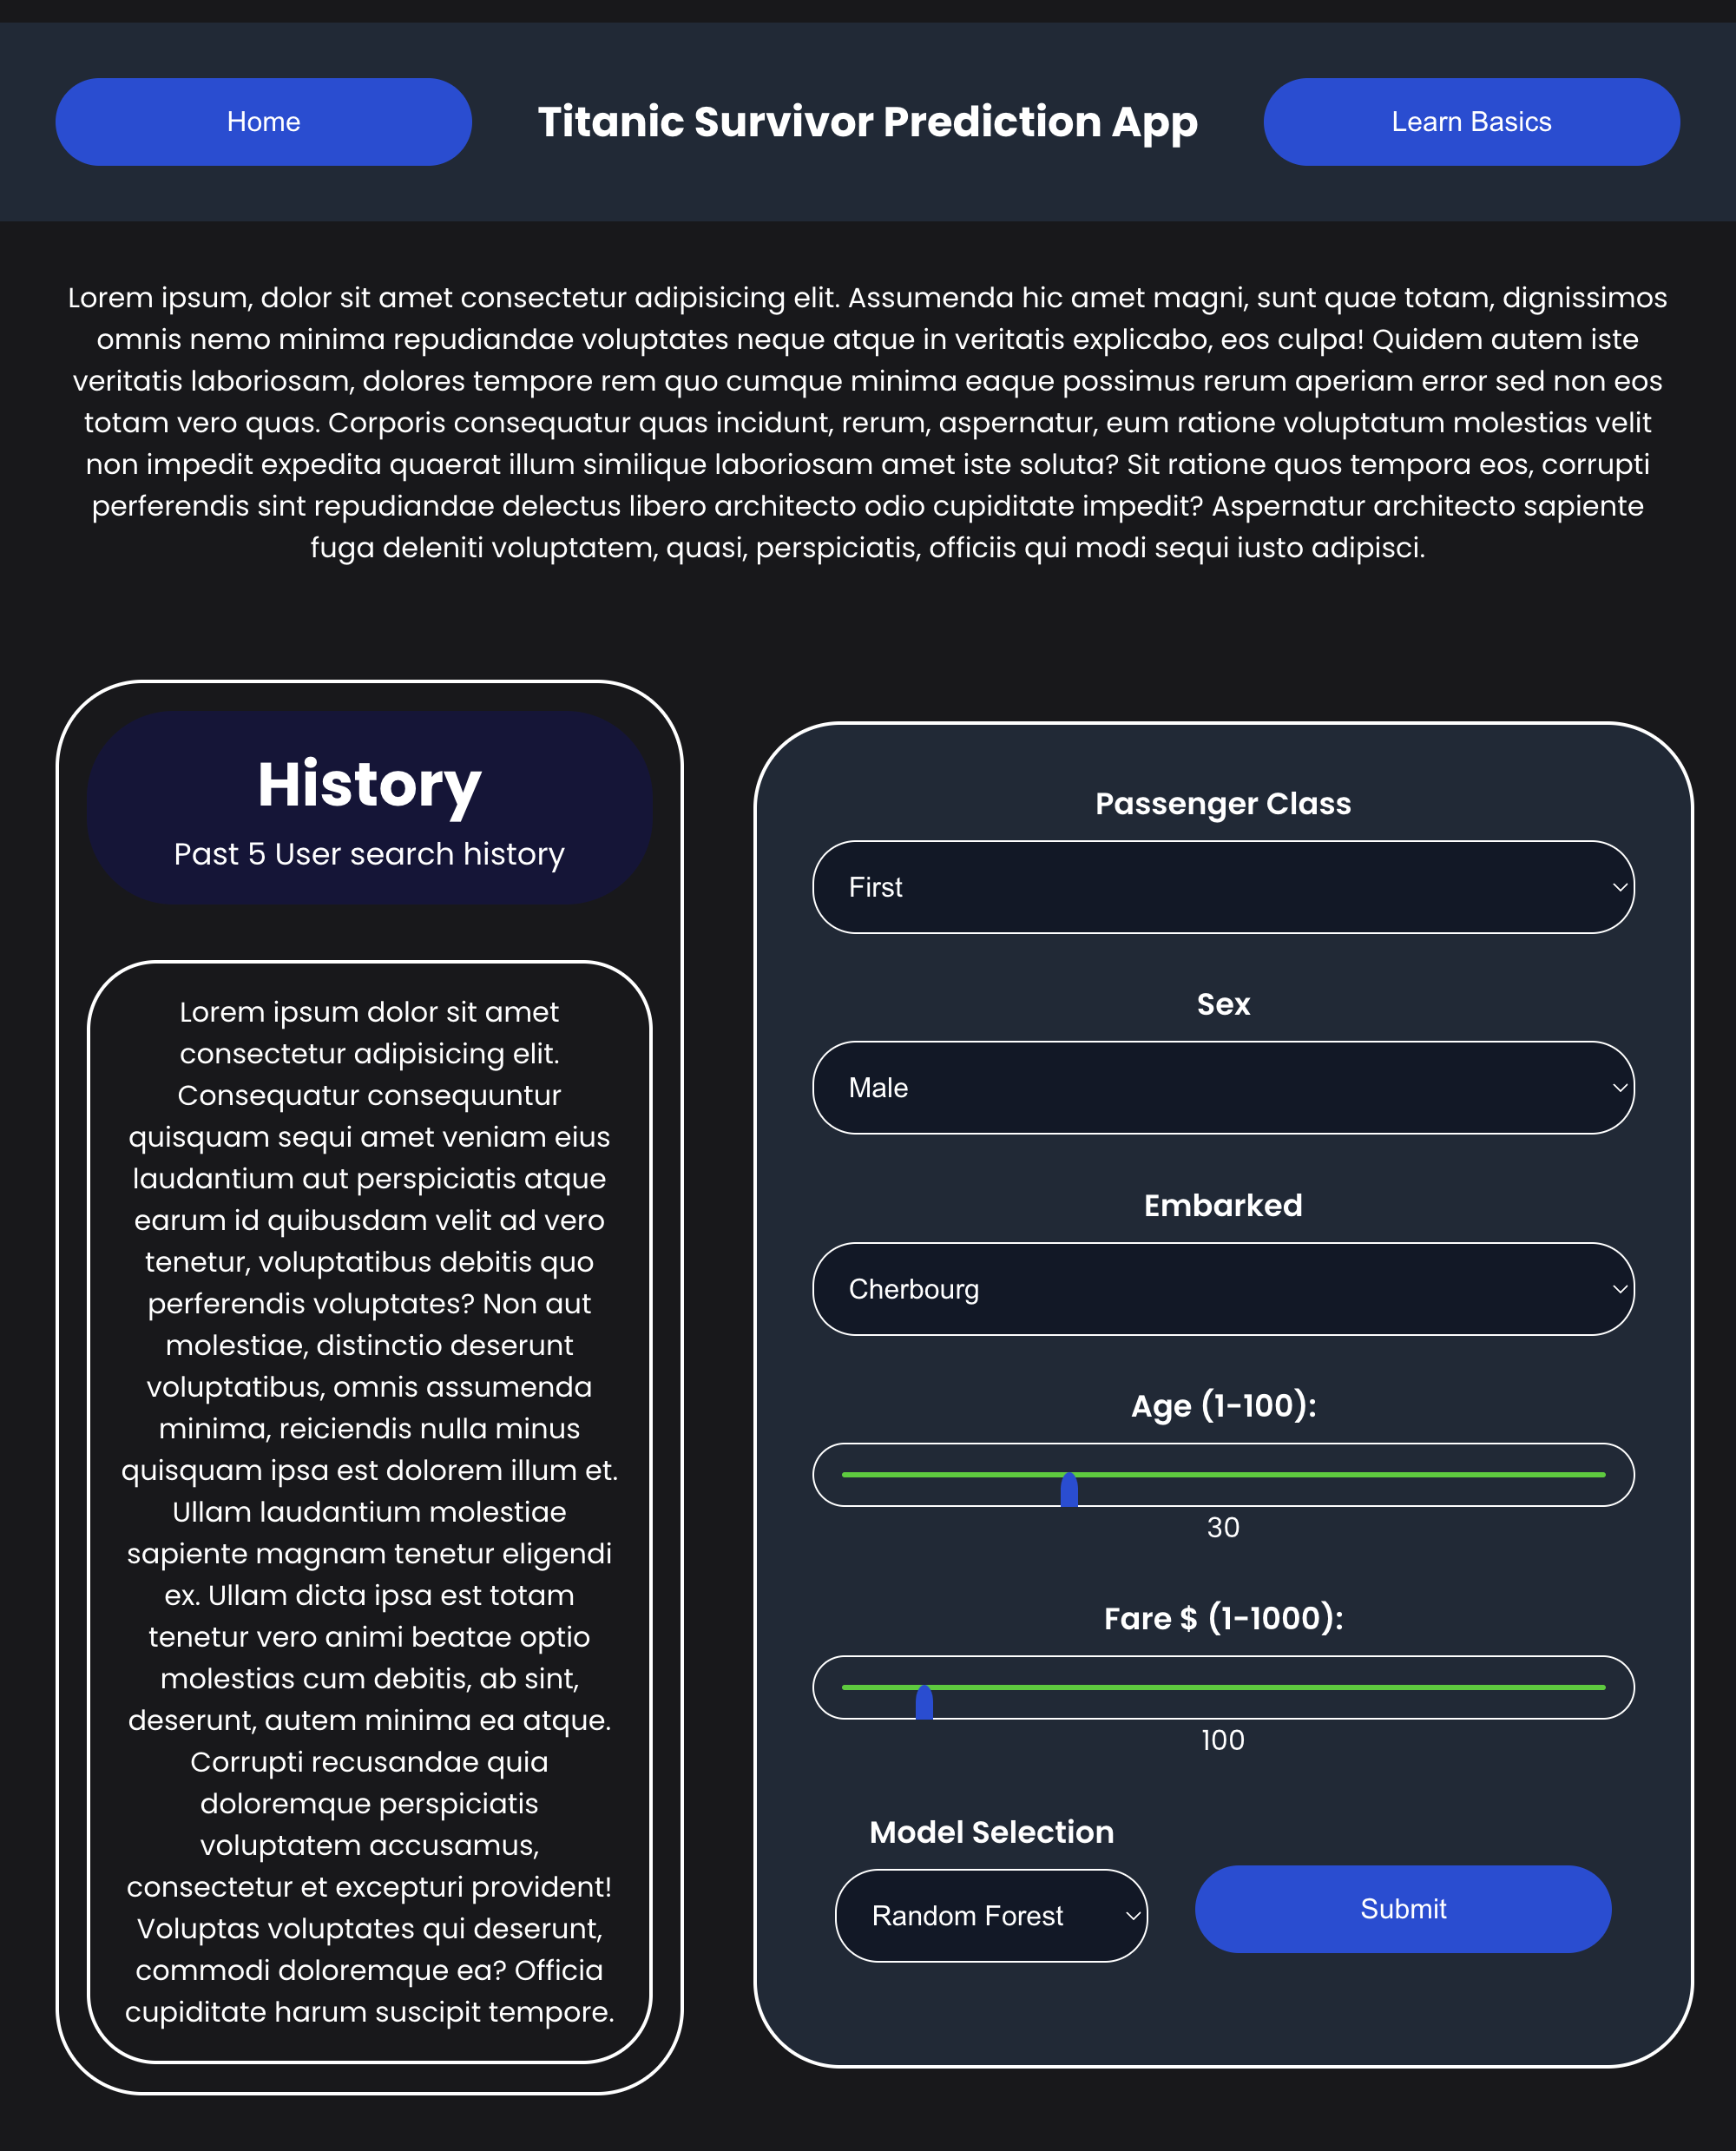 Home
Titanic Survivor Prediction App
Learn Basics
Lorem ipsum, dolor sit amet consectetur adipisicing elit. Assumenda hic amet magni, sunt quae totam, dignissimos
omnis nemo minima repudiandae voluptates neque atque in veritatis explicabo, eos culpa! Quidem autem iste
veritatis laboriosam, dolores tempore rem quo cumque minima eaque possimus rerum aperiam error sed non eos
totam vero quas. Corporis consequatur quas incidunt, rerum, aspernatur, eum ratione voluptatum molestias velit
non impedit expedita quaerat illum similique laboriosam amet iste soluta? Sit ratione quos tempora eos, corrupti
perferendis sint repudiandae delectus libero architecto odio cupiditate impedit? Aspernatur architecto sapiente
fuga deleniti voluptatem, quasi, perspiciatis, officiis qui modi sequi iusto adipisci.
History
Past 5 User search history
Lorem ipsum dolor sit amet
consectetur adipisicing elit.
Consequatur consequuntur
quisquam sequi amet veniam eius
laudantium aut perspiciatis atque
earum id quibusdam velit ad vero
tenetur, voluptatibus debitis quo
perferendis voluptates? Non aut
molestiae, distinctio deserunt
voluptatibus, omnis assumenda
minima, reiciendis nulla minus
quisquam ipsa est dolorem illum et.
Ullam laudantium molestiae
sapiente magnam tenetur eligendi
ex. Ullam dicta ipsa est totam
tenetur vero animi beatae optio
molestias cum debitis, ab sint,
deserunt, autem minima ea atque.
Corrupti recusandae quia
doloremque perspiciatis
voluptatem accusamus,
consectetur et excepturi provident!
Voluptas voluptates qui deserunt,
commodi doloremque ea? Officia
cupiditate harum suscipit tempore.
Passenger Class
First
Sex
Male
Embarked
Cherbourg
Age (1-100):
30
Fare $ (1-1000):
100
Model Selection
Random Forest
Submit